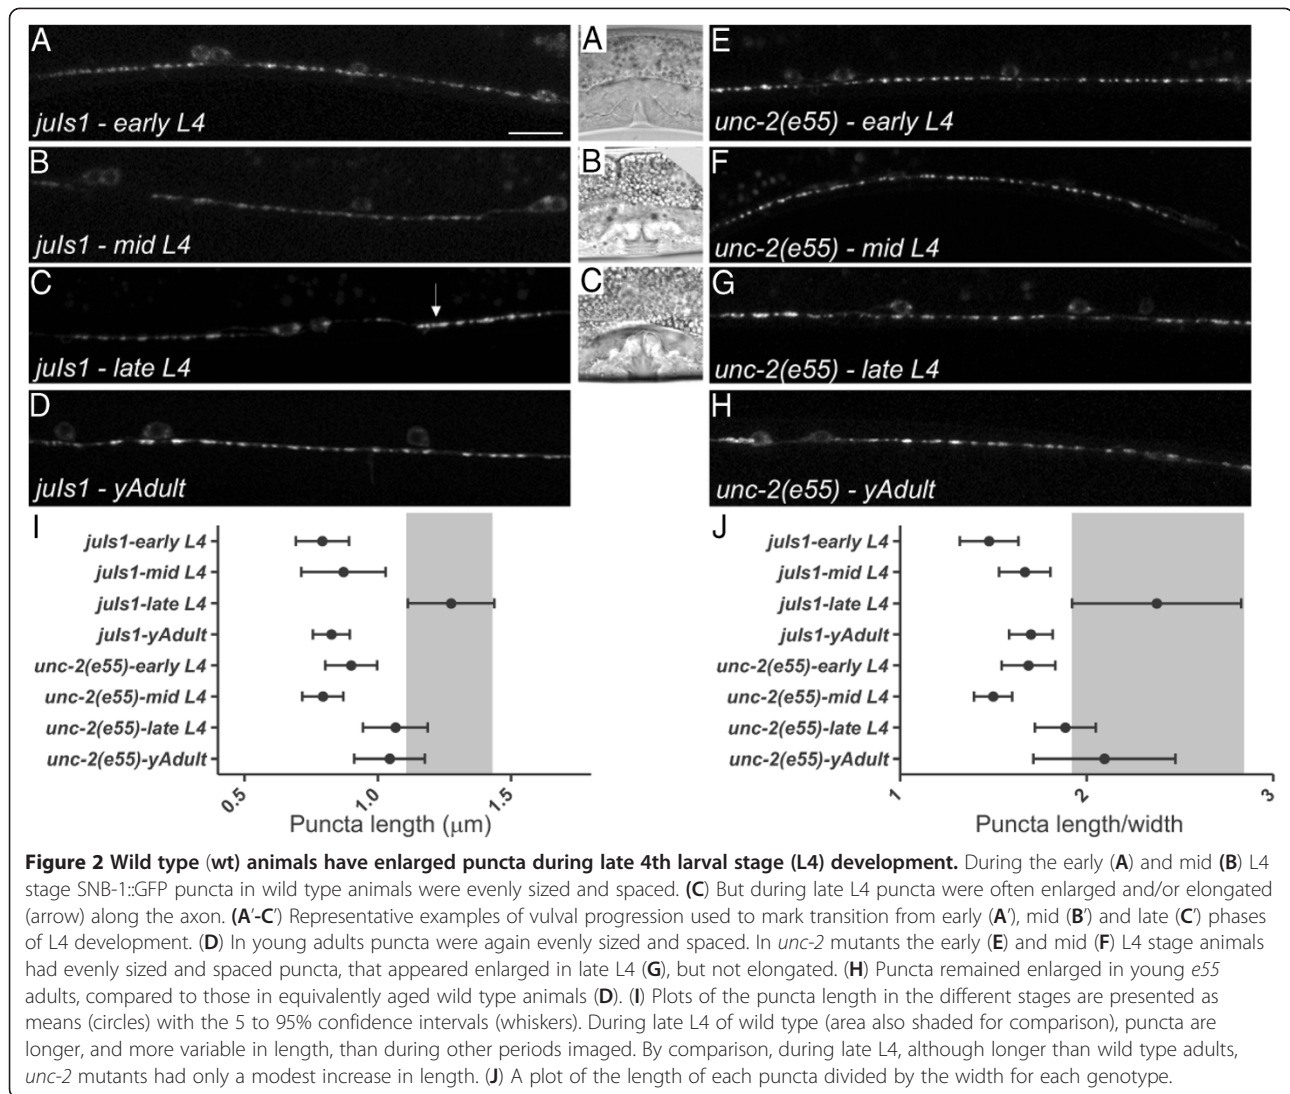 A
juIs1 - early L4
A
E
unc-2(e55) - early L4
B
juIs1 - mid L4
B
F
unc-2(e55) - mid L4
C
juIs1 - late L4
C
G
unc-2(e55) - late L4
D
juIs1 - yAdult
H
unc-2(e55) - yAdult
I
juIs1-early L4
juIs1-mid L4
juIs1-late L4
juIs1-yAdult
unc-2(e55)-early L4
unc-2(e55)-mid L4
unc-2(e55)-late L4
unc-2(e55)-yAdult
0.5
1.0
1.5
Puncta length (μm)
J
juIs1-early L4
juIs1-mid L4
juIs1-late L4
juIs1-yAdult
unc-2(e55)-early L4
unc-2(e55)-mid L4
unc-2(e55)-late L4
unc-2(e55)-yAdult
1
2
3
Puncta length/width
Figure 2 Wild type (wt) animals have enlarged puncta during late 4th larval stage (L4) development. During the early (A) and mid (B) L4
stage SNB-1::GFP puncta in wild type animals were evenly sized and spaced. (C) But during late L4 puncta were often enlarged and/or elongated
(arrow) along the axon. (A'-C') Representative examples of vulval progression used to mark transition from early (A'), mid (B') and late (C') phases
of L4 development. (D) In young adults puncta were again evenly sized and spaced. In unc-2 mutants the early (E) and mid (F) L4 stage animals
had evenly sized and spaced puncta, that appeared enlarged in late L4 (G), but not elongated. (H) Puncta remained enlarged in young e55
adults, compared to those in equivalently aged wild type animals (D). (I) Plots of the puncta length in the different stages are presented as
means (circles) with the 5 to 95% confidence intervals (whiskers). During late L4 of wild type (area also shaded for comparison), puncta are
longer, and more variable in length, than during other periods imaged. By comparison, during late L4, although longer than wild type adults,
unc-2 mutants had only a modest increase in length. (J) A plot of the length of each puncta divided by the width for each genotype.